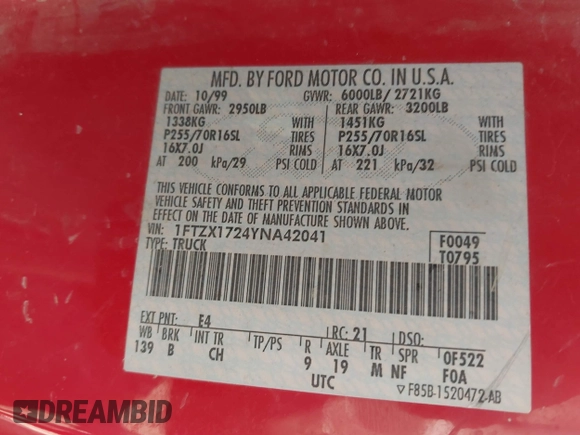 MFD. BY FORD MOTOR CO. IN U.S.A.
DATE: 10/99 GVWR: 6000LB/ 2721KG
FRONT GAWR: 2950LB REAR GAWR: 3200LB
1338KG WITH 1451KG WITH
P255/70R16SL TIRES P255/70R16SL TIRES
16X7.0J RIMS 16X7.0J RIMS
AT 200 kPa/29 PSI COLD AT 221 kPa/32 PSI COLD
THIS VEHICLE CONFORMS TO ALL APPLICABLE FEDERAL MOTOR
VEHICLE SAFETY AND THEFT PREVENTION STANDARDS IN
EFFECT ON THE DATE OF MANUFACTURE SHOWN ABOVE.
VIN: 1FTZX1724YNA42041 F0049
TYPE: TRUCK T0795
EXT PNT: E4 RC: 21 DSO:
WB BRK INT TR TP/PS R AXLE TR SPR 0F522
139 B CH 9 19 M NF F0A
UTC ▽F85B-1520472-AB
DREAMBID